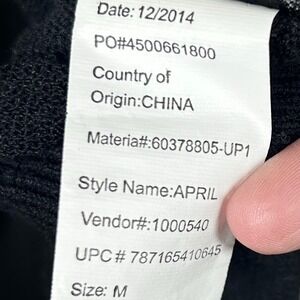 Date: 12/2014
PO#4500661800
Country of
Origin:CHINA
Materia#:60378805-UP1
Style Name:APRIL
Vendor#:1000540
UPC # 787165410645
Size: M